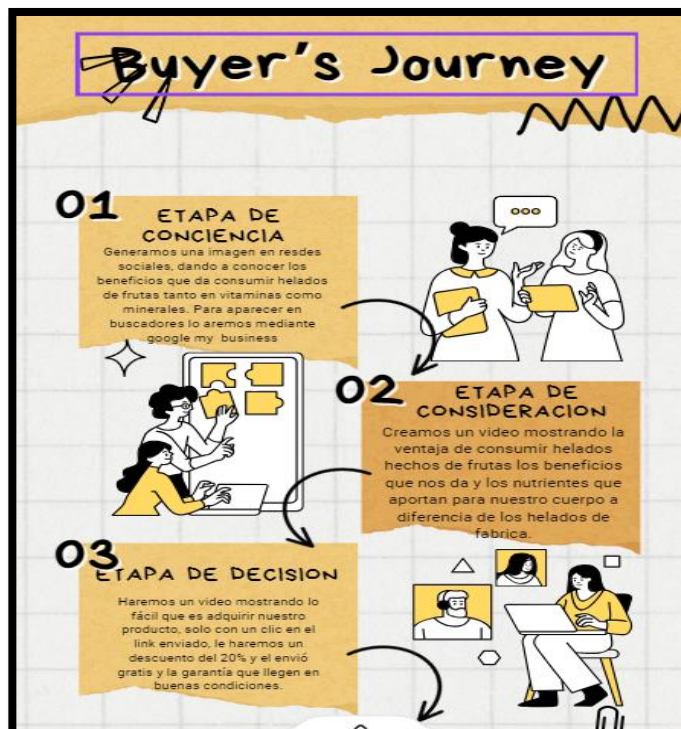 Buyer's Journey
01
ETAPA DE
CONCIENCIA
Generamos una imagen en resdes
sociales, dando a conocer los
beneficios que da consumir helados
de frutas tanto en vitaminas como
minerales. Para aparecer en
buscadores lo aremos mediante
google my business
02
ETAPA DE
CONSIDERACION
Creamos un video mostrando la
ventaja de consumir helados
hechos de frutas los beneficios
que nos da y los nutrientes que
aportan para nuestro cuerpo a
diferencia de los helados de
fabrica.
03
ETAPA DE DECISION
Haremos un video mostrando lo
fácil que es adquirir nuestro
producto, solo con un clic en el
link enviado, le haremos un
descuento del 20% y el envió
gratis y la garantía que llegen en
buenas condiciones.